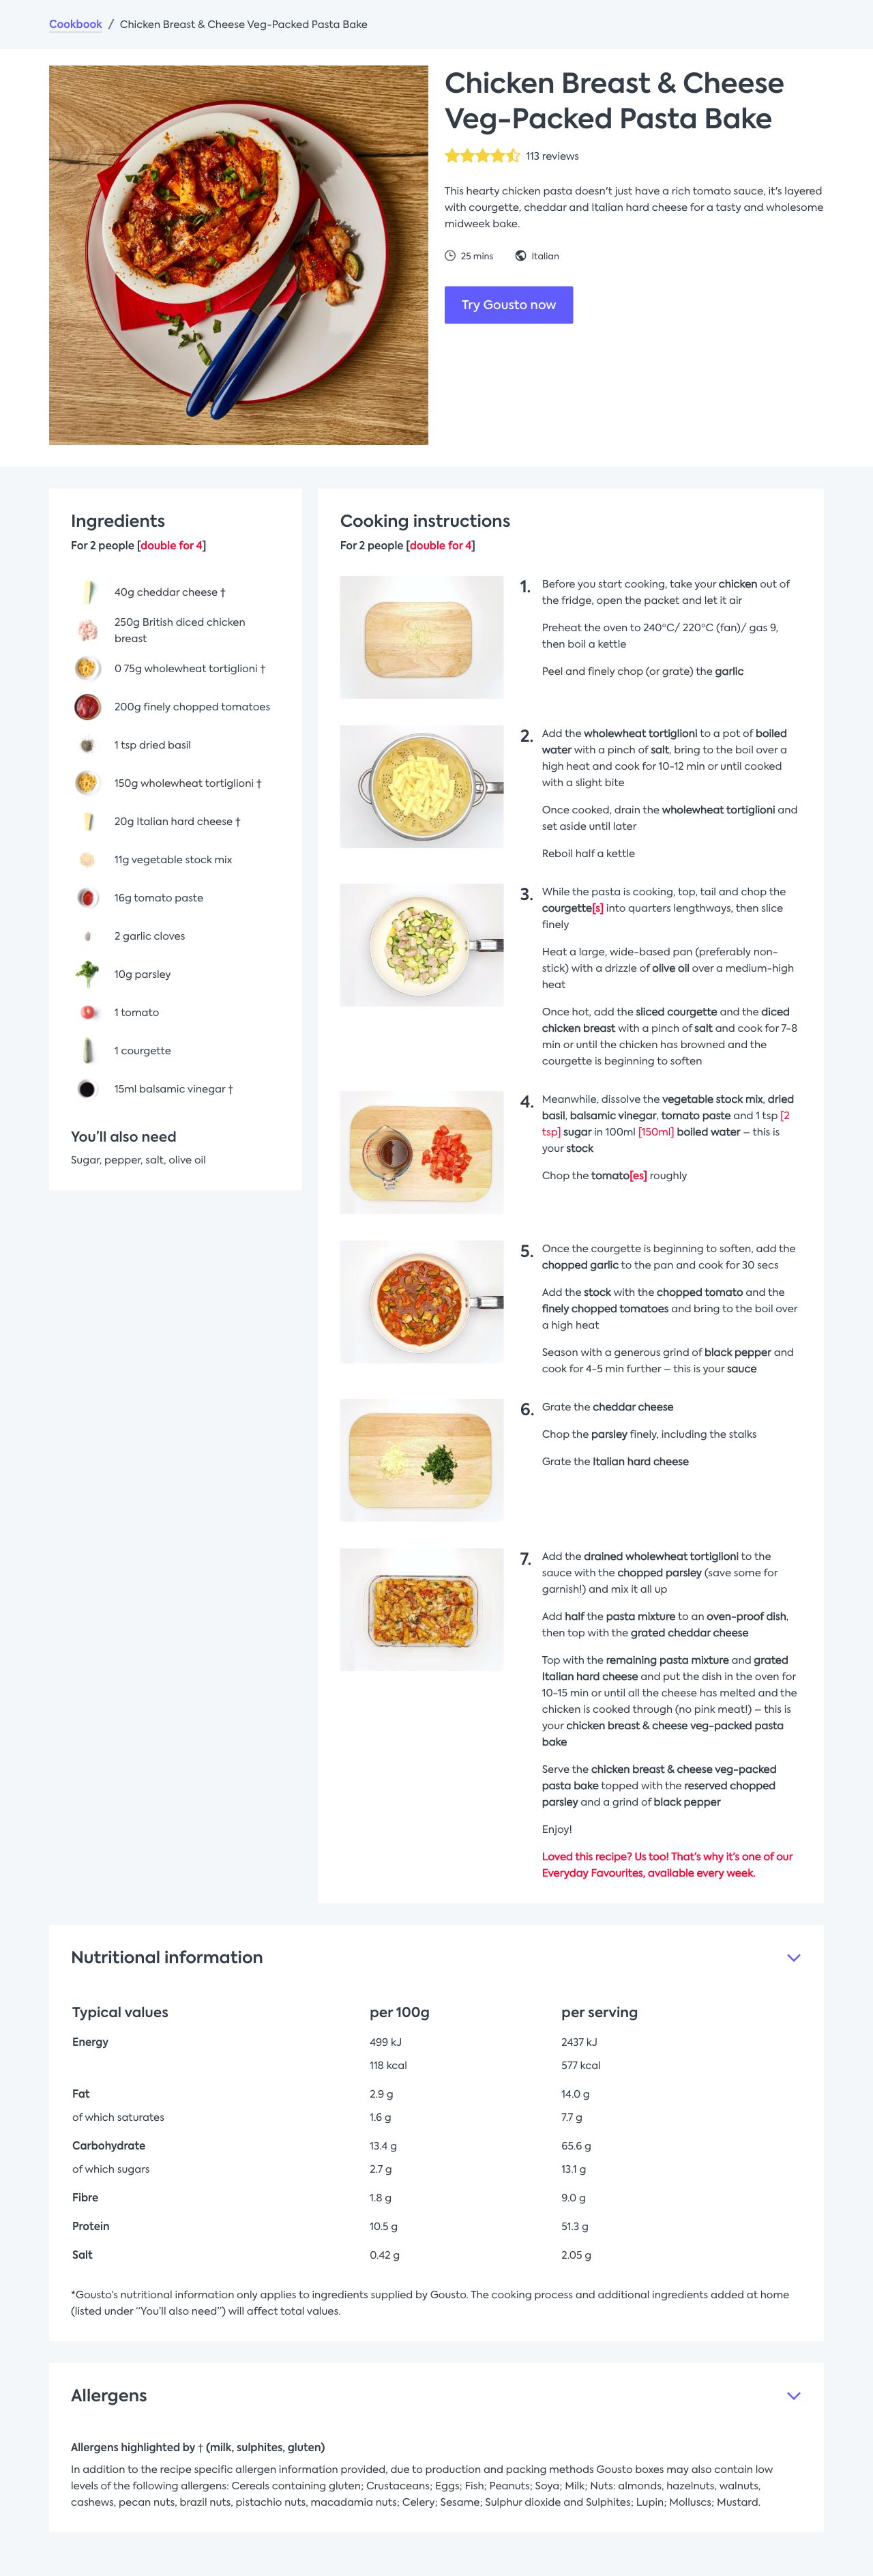 Cookbook / Chicken Breast & Cheese Veg-Packed Pasta Bake
Chicken Breast & Cheese
Veg-Packed Pasta Bake
113 reviews
This hearty chicken pasta doesn't just have a rich tomato sauce, it's layered
with courgette, cheddar and Italian hard cheese for a tasty and wholesome
midweek bake.
25 mins Italian
Try Gousto now
Ingredients
For 2 people [double for 4]
40g cheddar cheese †
250g British diced chicken
breast
0 75g wholewheat tortiglioni †
200g finely chopped tomatoes
1 tsp dried basil
150g wholewheat tortiglioni †
20g Italian hard cheese †
11g vegetable stock mix
16g tomato paste
2 garlic cloves
10g parsley
1 tomato
1 courgette
15ml balsamic vinegar †
You'll also need
Sugar, pepper, salt, olive oil
Cooking instructions
For 2 people [double for 4]
1. Before you start cooking, take your chicken out of
the fridge, open the packet and let it air
Preheat the oven to 240°C/ 220°C (fan)/ gas 9,
then boil a kettle
Peel and finely chop (or grate) the garlic
2. Add the wholewheat tortiglioni to a pot of boiled
water with a pinch of salt, bring to the boil over a
high heat and cook for 10-12 min or until cooked
with a slight bite
Once cooked, drain the wholewheat tortiglioni and
set aside until later
Reboil half a kettle
3. While the pasta is cooking, top, tail and chop the
courgette[s] into quarters lengthways, then slice
finely
Heat a large, wide-based pan (preferably non-
stick) with a drizzle of olive oil over a medium-high
heat
Once hot, add the sliced courgette and the diced
chicken breast with a pinch of salt and cook for 7-8
min or until the chicken has browned and the
courgette is beginning to soften
4. Meanwhile, dissolve the vegetable stock mix, dried
basil, balsamic vinegar, tomato paste and 1 tsp [2
tsp] sugar in 100ml [150ml] boiled water – this is
your stock
Chop the tomato[es] roughly
5. Once the courgette is beginning to soften, add the
chopped garlic to the pan and cook for 30 secs
Add the stock with the chopped tomato and the
finely chopped tomatoes and bring to the boil over
a high heat
Season with a generous grind of black pepper and
cook for 4-5 min further – this is your sauce
6. Grate the cheddar cheese
Chop the parsley finely, including the stalks
Grate the Italian hard cheese
7. Add the drained wholewheat tortiglioni to the
sauce with the chopped parsley (save some for
garnish!) and mix it all up
Add half the pasta mixture to an oven-proof dish,
then top with the grated cheddar cheese
Top with the remaining pasta mixture and grated
Italian hard cheese and put the dish in the oven for
10-15 min or until all the cheese has melted and the
chicken is cooked through (no pink meat!) – this is
your chicken breast & cheese veg-packed pasta
bake
Serve the chicken breast & cheese veg-packed
pasta bake topped with the reserved chopped
parsley and a grind of black pepper
Enjoy!
Loved this recipe? Us too! That's why it's one of our
Everyday Favourites, available every week.
Nutritional information
Typical values per 100g per serving
Energy 499 kJ 2437 kJ
118 kcal 577 kcal
Fat 2.9 g 14.0 g
of which saturates 1.6 g 7.7 g
Carbohydrate 13.4 g 65.6 g
of which sugars 2.7 g 13.1 g
Fibre 1.8 g 9.0 g
Protein 10.5 g 51.3 g
Salt 0.42 g 2.05 g
*Gousto's nutritional information only applies to ingredients supplied by Gousto. The cooking process and additional ingredients added at home
(listed under "You'll also need") will affect total values.
Allergens
Allergens highlighted by † (milk, sulphites, gluten)
In addition to the recipe specific allergen information provided, due to production and packing methods Gousto boxes may also contain low
levels of the following allergens: Cereals containing gluten; Crustaceans; Eggs; Fish; Peanuts; Soya; Milk; Nuts: almonds, hazelnuts, walnuts,
cashews, pecan nuts, brazil nuts, pistachio nuts, macadamia nuts; Celery; Sesame; Sulphur dioxide and Sulphites; Lupin; Molluscs; Mustard.